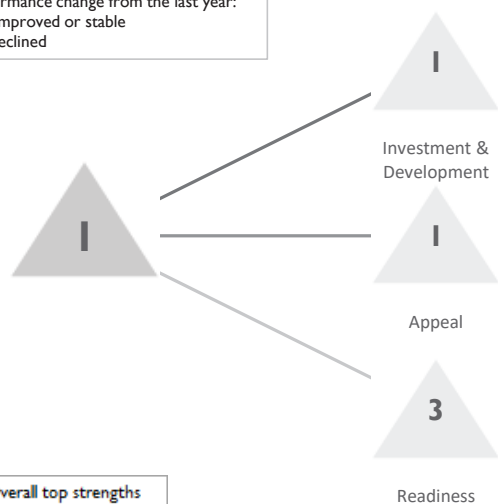 rmance change from the last year:
mproved or stable
eclined
1
Investment &
Development
1
1
Appeal
3
Readiness
verall top strengths